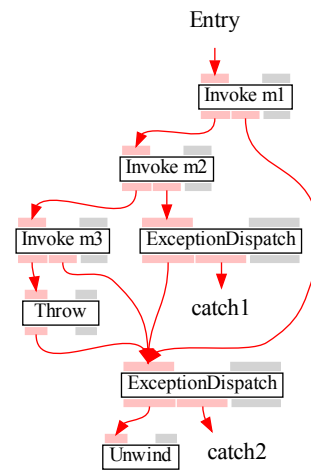 Entry
Invoke m1
Invoke m2
Invoke m3
ExceptionDispatch
Throw
catch1
ExceptionDispatch
Unwind
catch2